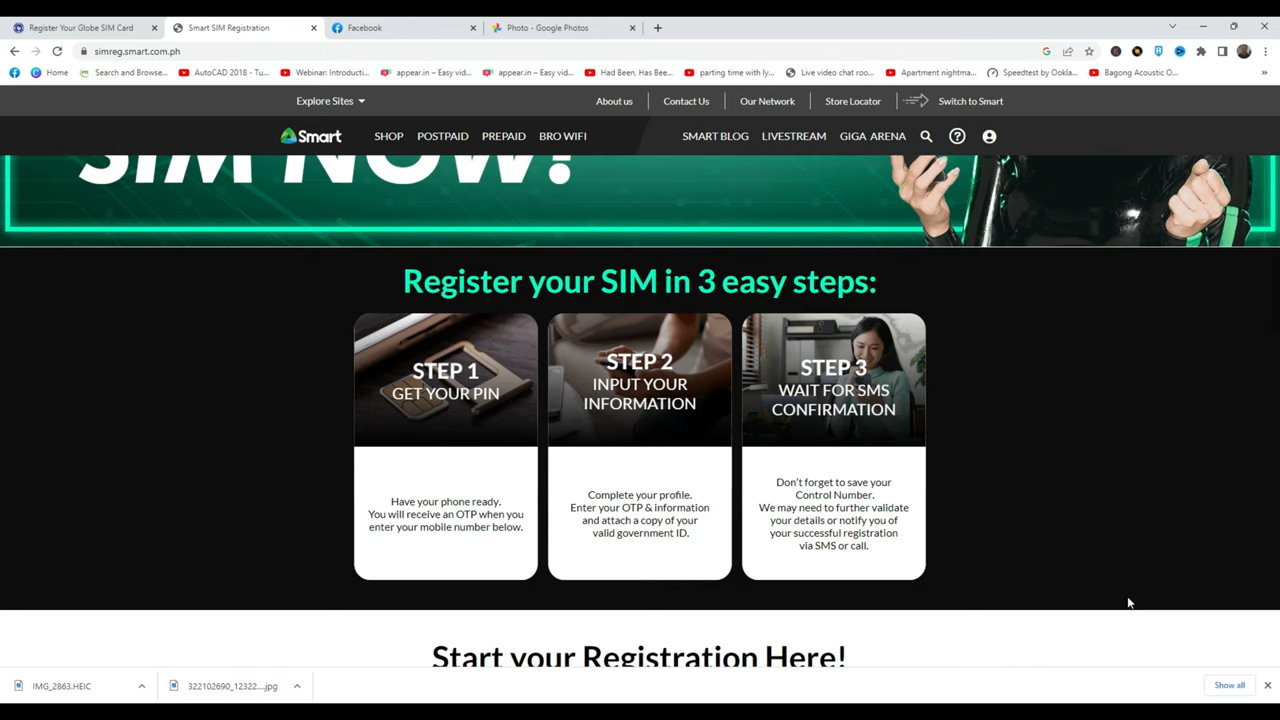 Register Your Globe SIM Card
Smart SIM Registration
Facebook
Photo - Google Photos
simreg.smart.com.ph
Home
Search and Browse...
AutoCAD 2018 - Tu...
Webinar: Introducti...
appear.in – Easy vid...
appear.in – Easy vid...
Had Been, Has Bee...
parting time with ly...
Live video chat roo...
Apartment nightma...
Speedtest by Ookla...
Bagong Acoustic O...
Explore Sites
About us
Contact Us
Our Network
Store Locator
Switch to Smart
Smart
SHOP
POSTPAID
PREPAID
BRO WIFI
SMART BLOG
LIVESTREAM
GIGA ARENA
SIM NOW!
Register your SIM in 3 easy steps:
STEP 1
GET YOUR PIN
Have your phone ready.
You will receive an OTP when you
enter your mobile number below.
STEP 2
INPUT YOUR
INFORMATION
Complete your profile.
Enter your OTP & information
and attach a copy of your
valid government ID.
STEP 3
WAIT FOR SMS
CONFIRMATION
Don't forget to save your
Control Number.
We may need to further validate
your details or notify you of
your successful registration
via SMS or call.
Start your Registration Here!
IMG_2863.HEIC
322102690_12322....jpg
Show all